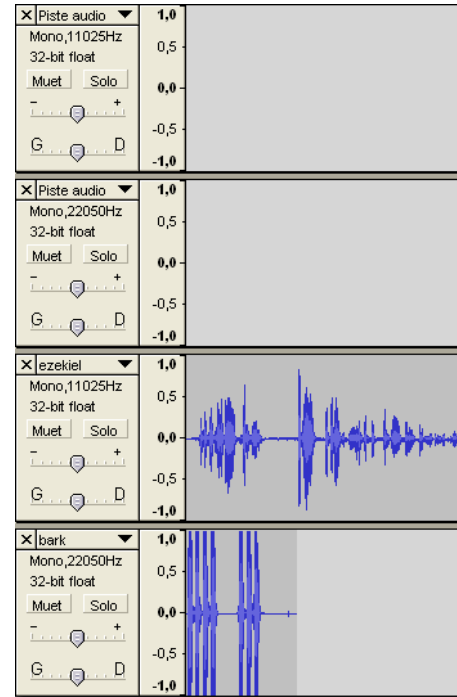 × Piste audio ▼
Mono,11025Hz
32-bit float
Muet Solo
- +
G D
1,0
0,5
0,0
-0,5
-1,0
× Piste audio ▼
Mono,22050Hz
32-bit float
Muet Solo
- +
G D
1,0
0,5
0,0
-0,5
-1,0
× ezekiel ▼
Mono,11025Hz
32-bit float
Muet Solo
- +
G D
1,0
0,5
0,0
-0,5
-1,0
× bark ▼
Mono,22050Hz
32-bit float
Muet Solo
- +
G D
1,0
0,5
0,0
-0,5
-1,0